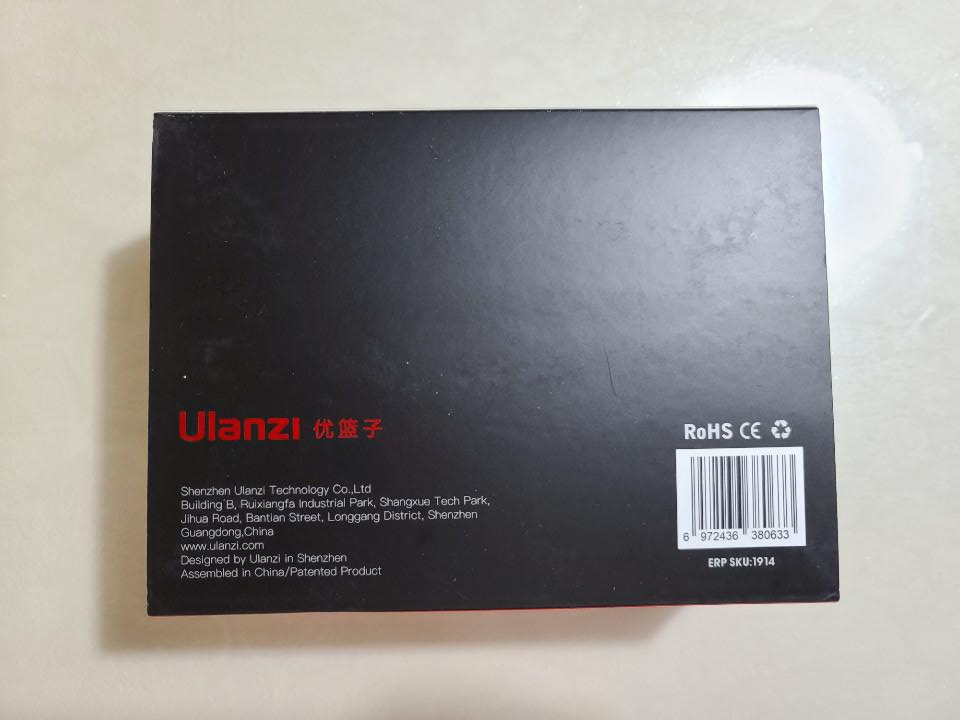 Ulanzi 优篮子
Shenzhen Ulanzi Technology Co.,Ltd
Building B, Ruixiangfa Industrial Park, Shangxue Tech Park,
Jihua Road, Bantian Street, Longgang District, Shenzhen
Guangdong,China
www.ulanzi.com
Designed by Ulanzi in Shenzhen
Assembled in China/Patented Product
RoHS CE
6 972436 380633
ERP SKU:1914